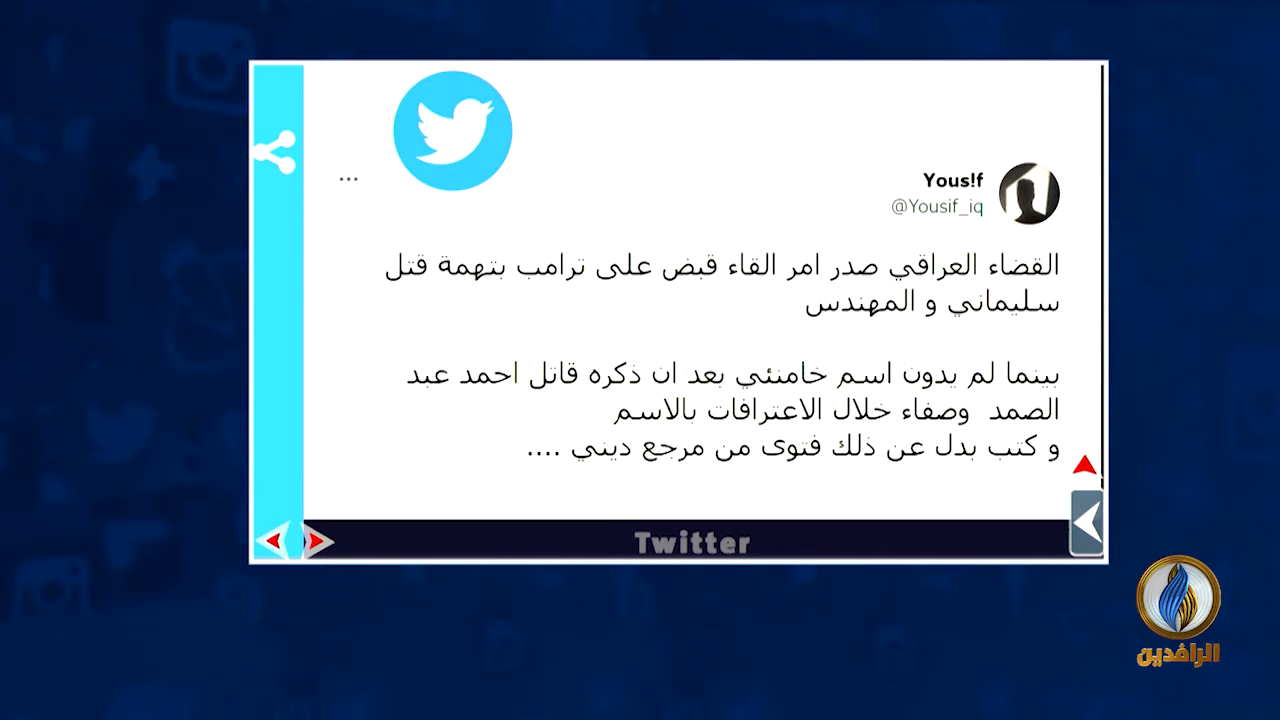 Yous!f
@Yousif_iq
...
القضاء العراقي صدر امر القاء قبض على ترامب بتهمة قتل
سليماني و المهندس
بينما لم يدون اسم خامنئي بعد ان ذكره قاتل احمد عبد
الصمد وصفاء خلال الاعترافات بالاسم
و كتب بدل عن ذلك فتوى من مرجع ديني ....
Twitter
الرافدين